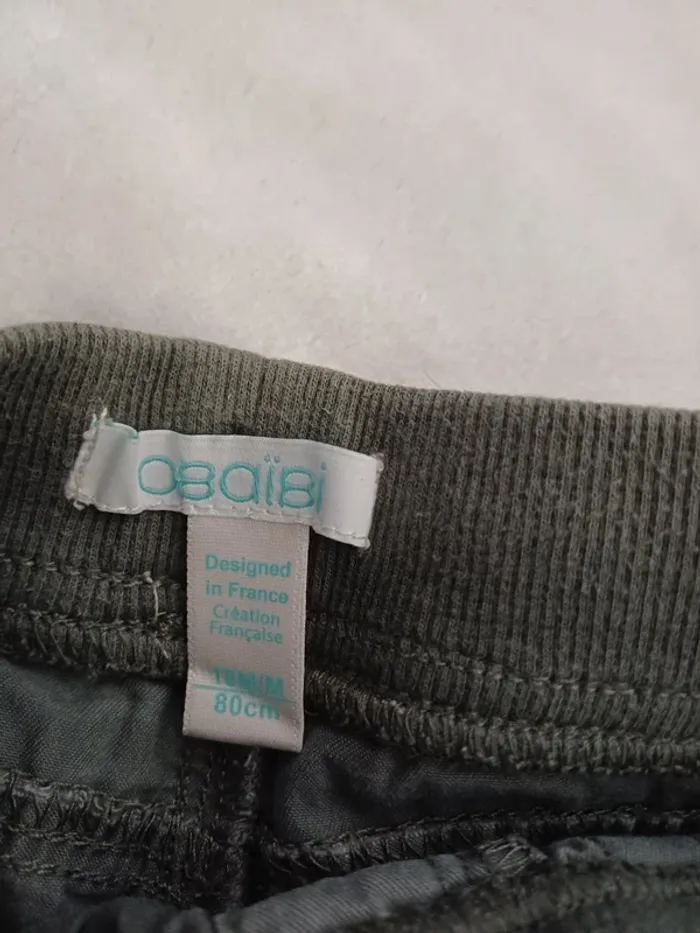 OBAÏBI
Designed
in France
Création
Française
18M/M
80cm